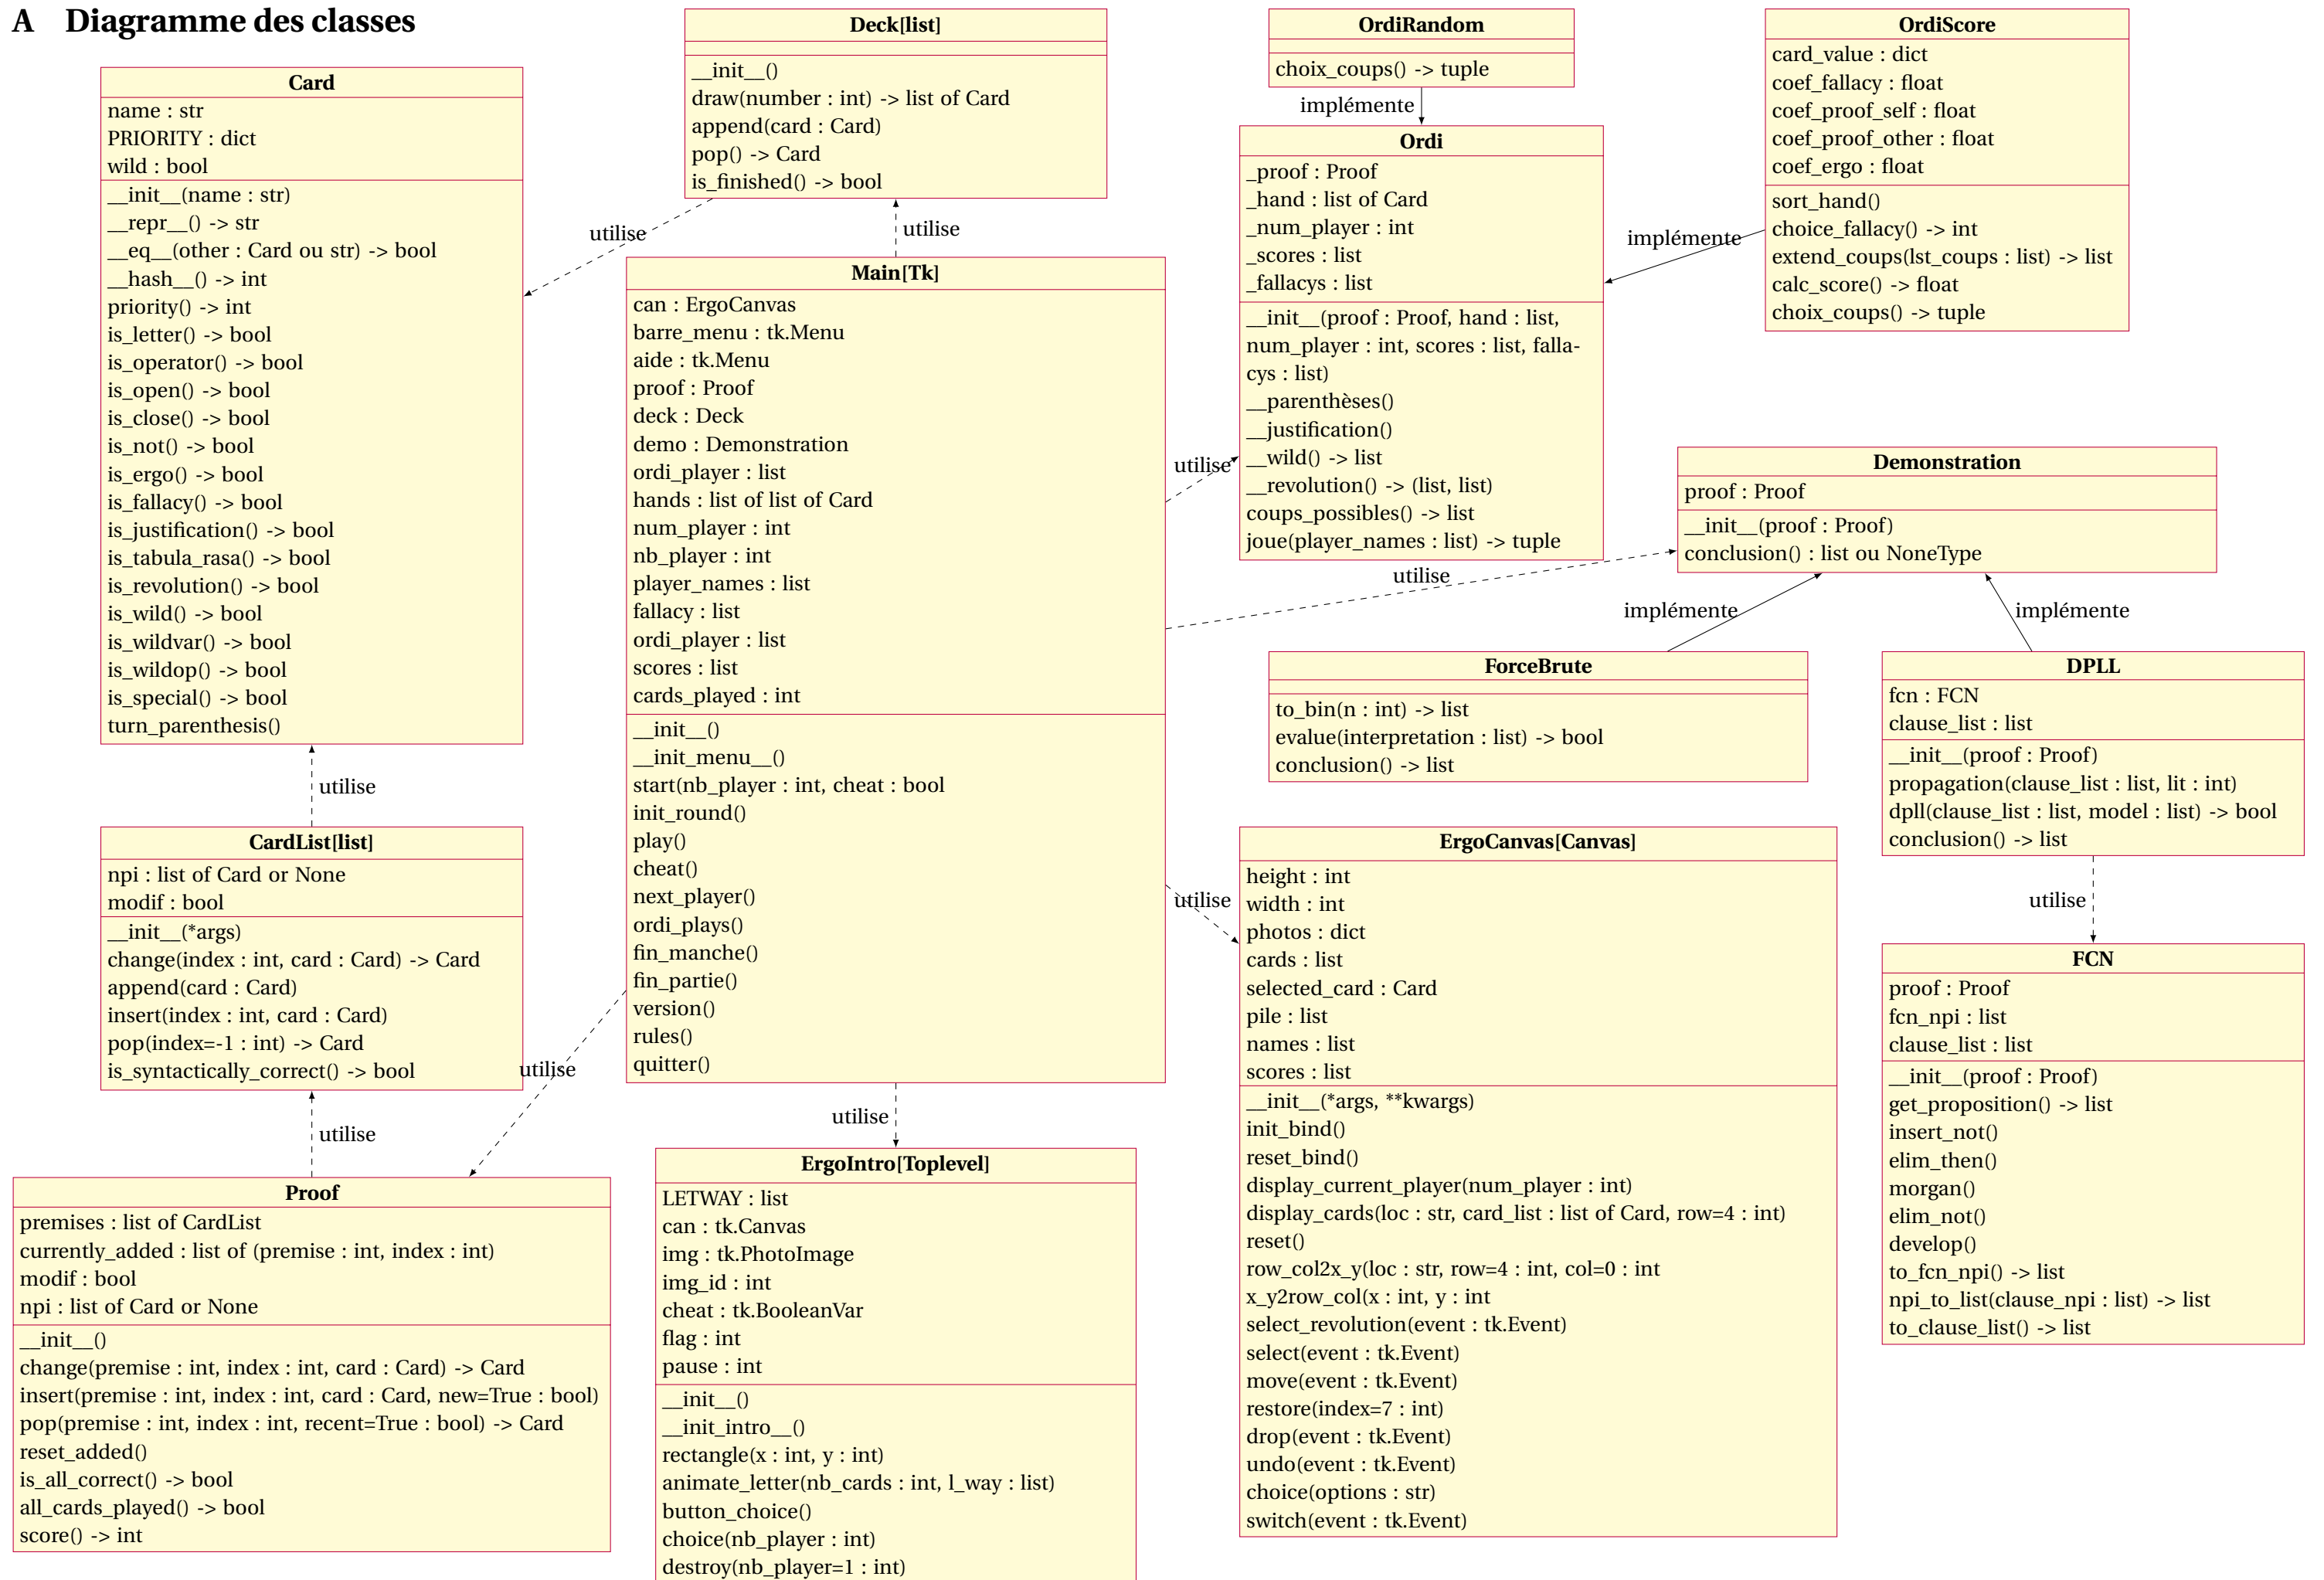 A Diagramme des classes
Card
name : str
PRIORITY : dict
wild : bool
__init__(name : str)
__repr__() -> str
__eq__(other : Card ou str) -> bool
__hash__() -> int
priority() -> int
is_letter() -> bool
is_operator() -> bool
is_open() -> bool
is_close() -> bool
is_not() -> bool
is_ergo() -> bool
is_fallacy() -> bool
is_justification() -> bool
is_tabula_rasa() -> bool
is_revolution() -> bool
is_wild() -> bool
is_wildvar() -> bool
is_wildop() -> bool
is_special() -> bool
turn_parenthesis()
utilise
CardList[list]
npi : list of Card or None
modif : bool
__init__(*args)
change(index : int, card : Card) -> Card
append(card : Card)
insert(index : int, card : Card)
pop(index=-1 : int) -> Card
is_syntactically_correct() -> bool
utilise
Proof
premises : list of CardList
currently_added : list of (premise : int, index : int)
modif : bool
npi : list of Card or None
__init__()
change(premise : int, index : int, card : Card) -> Card
insert(premise : int, index : int, card : Card, new=True : bool)
pop(premise : int, index : int, recent=True : bool) -> Card
reset_added()
is_all_correct() -> bool
all_cards_played() -> bool
score() -> int
Deck[list]
__init__()
draw(number : int) -> list of Card
append(card : Card)
pop() -> Card
is_finished() -> bool
utilise
utilise
Main[Tk]
can : ErgoCanvas
barre_menu : tk.Menu
aide : tk.Menu
proof : Proof
deck : Deck
demo : Demonstration
ordi_player : list
hands : list of list of Card
num_player : int
nb_player : int
player_names : list
fallacy : list
ordi_player : list
scores : list
cards_played : int
__init__()
__init_menu__()
start(nb_player : int, cheat : bool
init_round()
play()
cheat()
next_player()
ordi_plays()
fin_manche()
fin_partie()
version()
rules()
quitter()
utilise
utilise
ErgoIntro[Toplevel]
LETWAY : list
can : tk.Canvas
img : tk.PhotoImage
img_id : int
cheat : tk.BooleanVar
flag : int
pause : int
__init__()
__init_intro__()
rectangle(x : int, y : int)
animate_letter(nb_cards : int, l_way : list)
button_choice()
choice(nb_player : int)
destroy(nb_player=1 : int)
OrdiRandom
choix_coups() -> tuple
implémente
Ordi
_proof : Proof
_hand : list of Card
_num_player : int
_scores : list
_fallacys : list
__init__(proof : Proof, hand : list,
num_player : int, scores : list, falla-
cys : list)
__parenthèses()
__justification()
__wild() -> list
__revolution() -> (list, list)
coups_possibles() -> list
joue(player_names : list) -> tuple
utilise
utilise
utilise
OrdiScore
card_value : dict
coef_fallacy : float
coef_proof_self : float
coef_proof_other : float
coef_ergo : float
sort_hand()
choice_fallacy() -> int
extend_coups(lst_coups : list) -> list
calc_score() -> float
choix_coups() -> tuple
implémente
Demonstration
proof : Proof
__init__(proof : Proof)
conclusion() : list ou NoneType
implémente
implémente
ForceBrute
to_bin(n : int) -> list
evalue(interpretation : list) -> bool
conclusion() -> list
DPLL
fcn : FCN
clause_list : list
__init__(proof : Proof)
propagation(clause_list : list, lit : int)
dpll(clause_list : list, model : list) -> bool
conclusion() -> list
utilise
ErgoCanvas[Canvas]
height : int
width : int
photos : dict
cards : list
selected_card : Card
pile : list
names : list
scores : list
__init__(*args, **kwargs)
init_bind()
reset_bind()
display_current_player(num_player : int)
display_cards(loc : str, card_list : list of Card, row=4 : int)
reset()
row_col2x_y(loc : str, row=4 : int, col=0 : int
x_y2row_col(x : int, y : int
select_revolution(event : tk.Event)
select(event : tk.Event)
move(event : tk.Event)
restore(index=7 : int)
drop(event : tk.Event)
undo(event : tk.Event)
choice(options : str)
switch(event : tk.Event)
FCN
proof : Proof
fcn_npi : list
clause_list : list
__init__(proof : Proof)
get_proposition() -> list
insert_not()
elim_then()
morgan()
elim_not()
develop()
to_fcn_npi() -> list
npi_to_list(clause_npi : list) -> list
to_clause_list() -> list